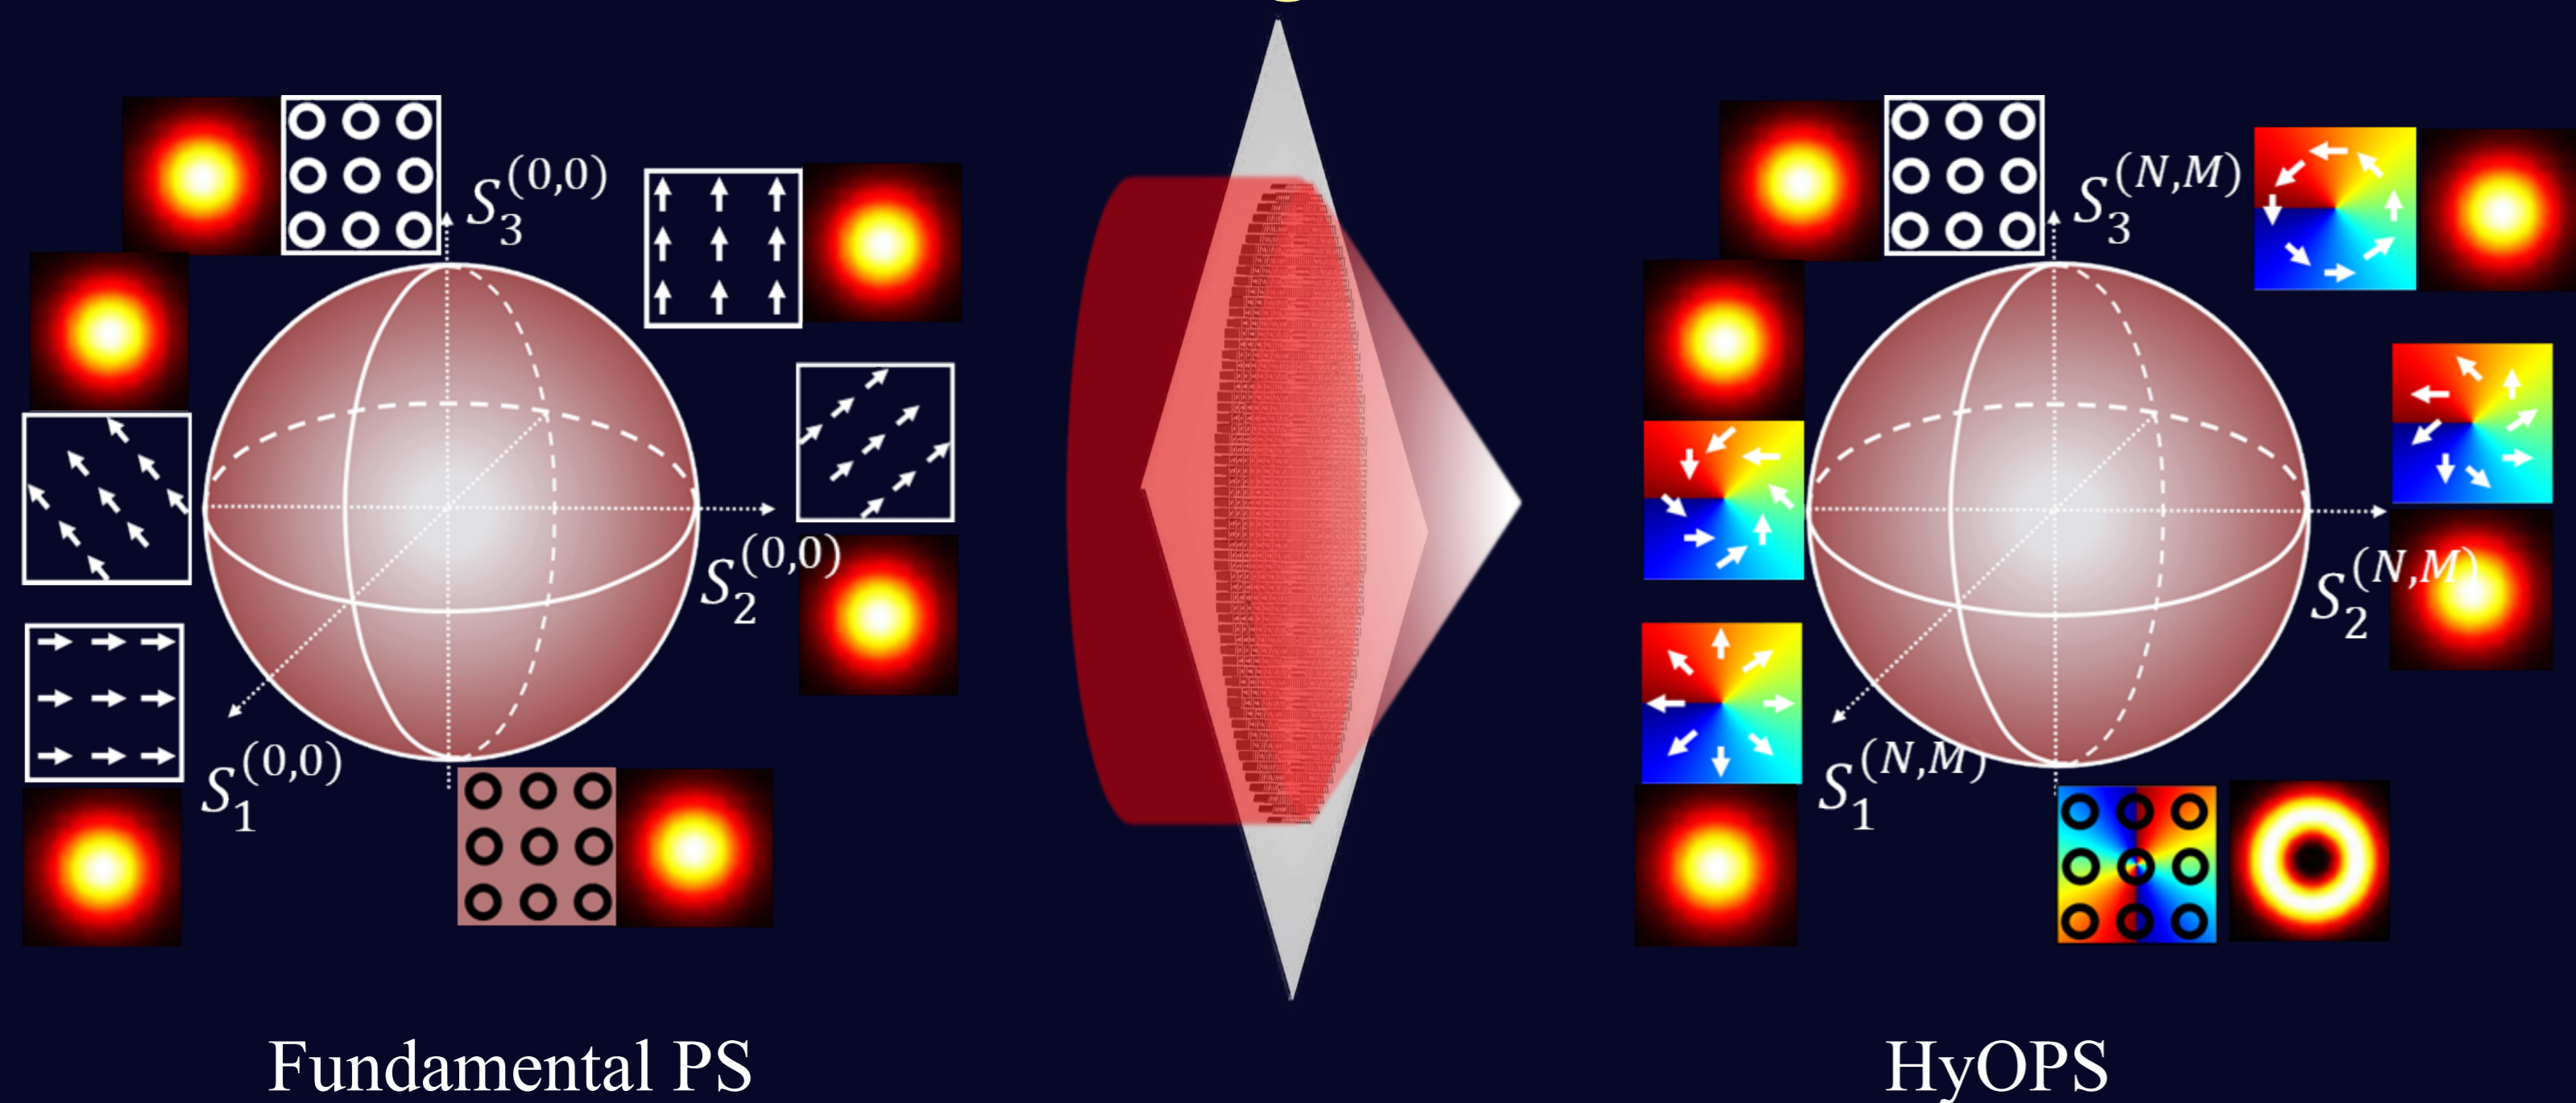 S₃^(0,0)
S₂^(0,0)
S₁^(0,0)
Fundamental PS
S₃^(N,M)
S₂^(N,M)
S₁^(N,M)
HyOPS